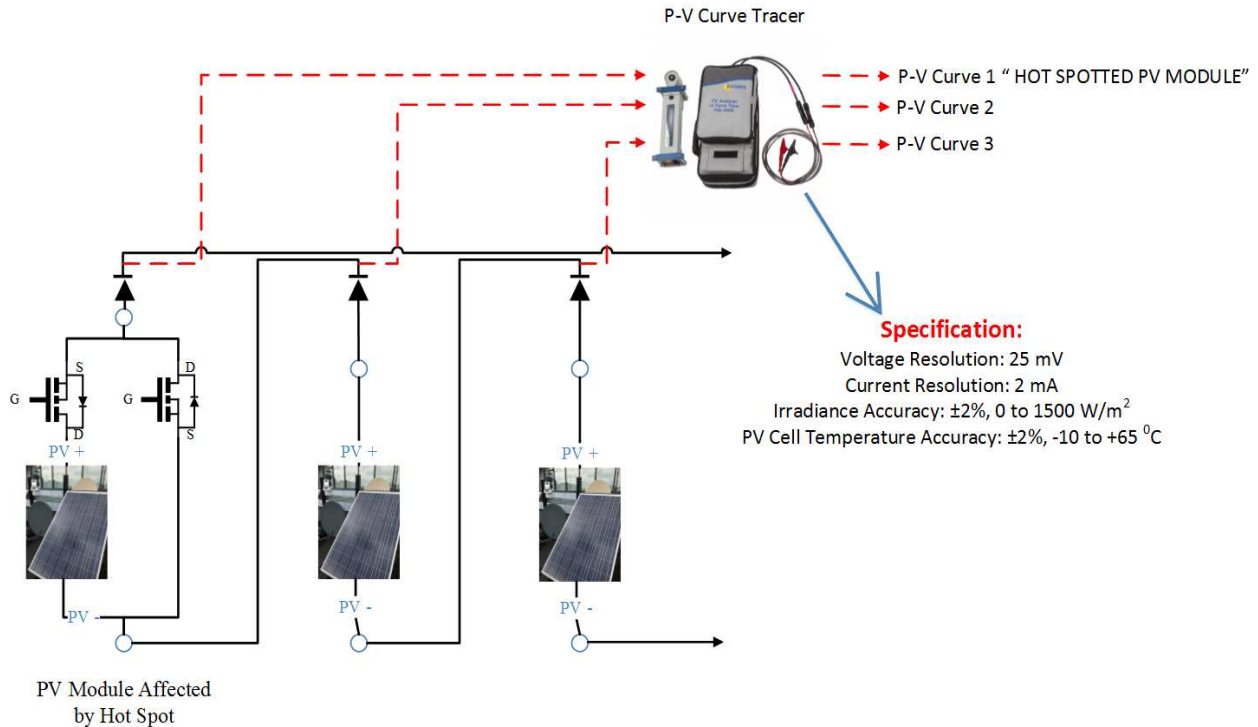 P-V Curve Tracer
P-V Curve 1 “ HOT SPOTTED PV MODULE”
P-V Curve 2
P-V Curve 3
Specification:
Voltage Resolution: 25 mV
Current Resolution: 2 mA
Irradiance Accuracy: ±2%, 0 to 1500 W/m²
PV Cell Temperature Accuracy: ±2%, -10 to +65 ⁰C
S
D
G
G
D
S
PV +
PV +
PV +
PV -
PV -
PV -
PV Module Affected
by Hot Spot